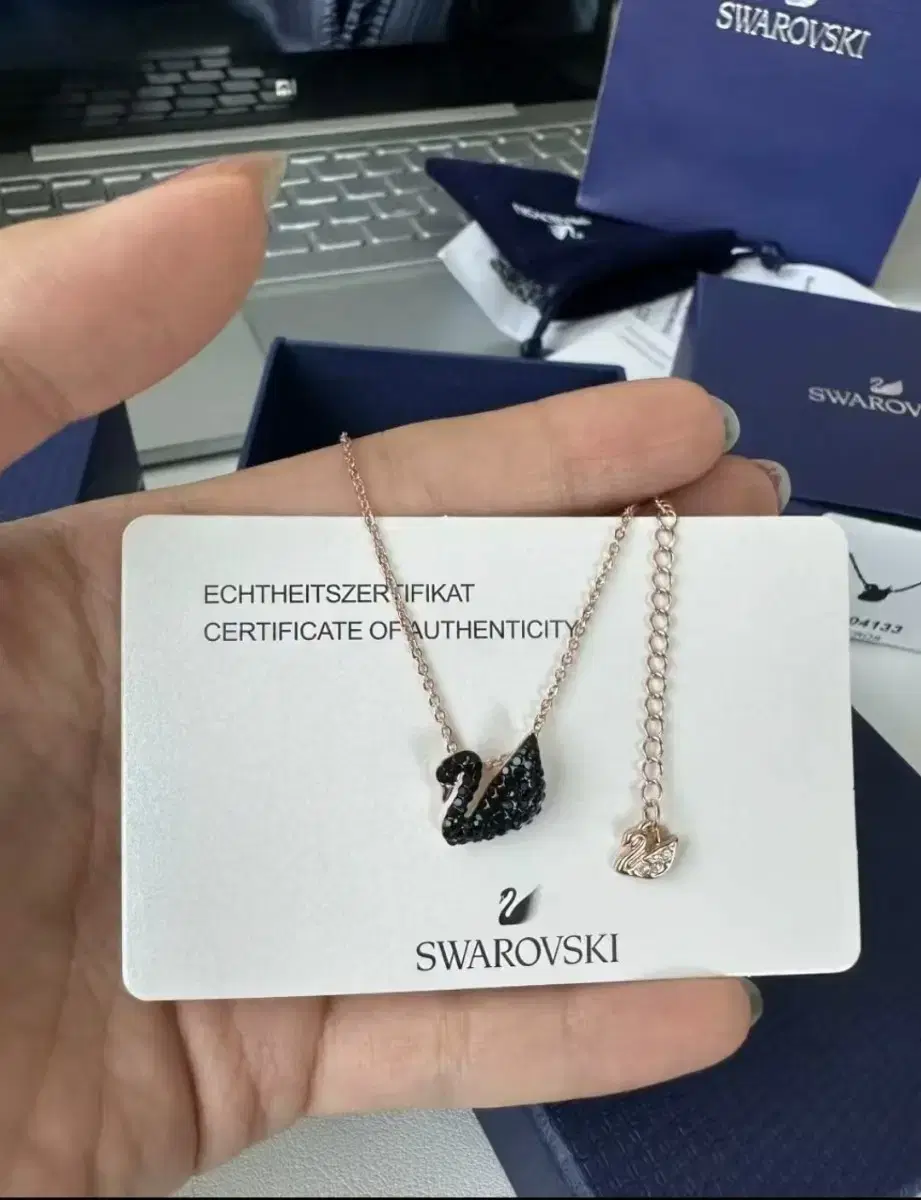 SWAROVSKI
SWAROV
ECHTHEITSZERTIFIKAT
CERTIFICATE OF AUTHENTICITY
04133
SWAROVSKI